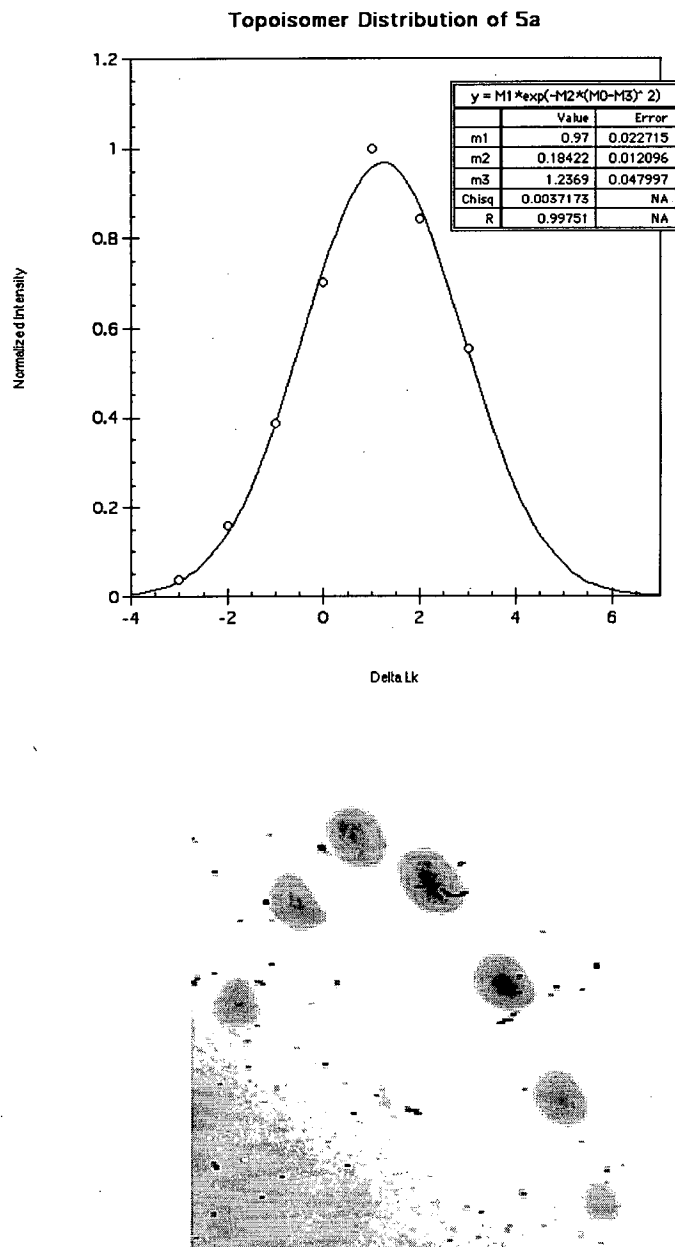 Topoisomer Distribution of 5a
1.2
1
0.8
0.6
0.4
0.2
0
-4
-2
0
2
4
6
Normalized Intensity
Delta Lk
y = M1*exp(-M2*(M0-M3)^ 2)
Value Error
m1 0.97 0.022715
m2 0.18422 0.012096
m3 1.2369 0.047997
Chisq 0.0037173 NA
R 0.99751 NA